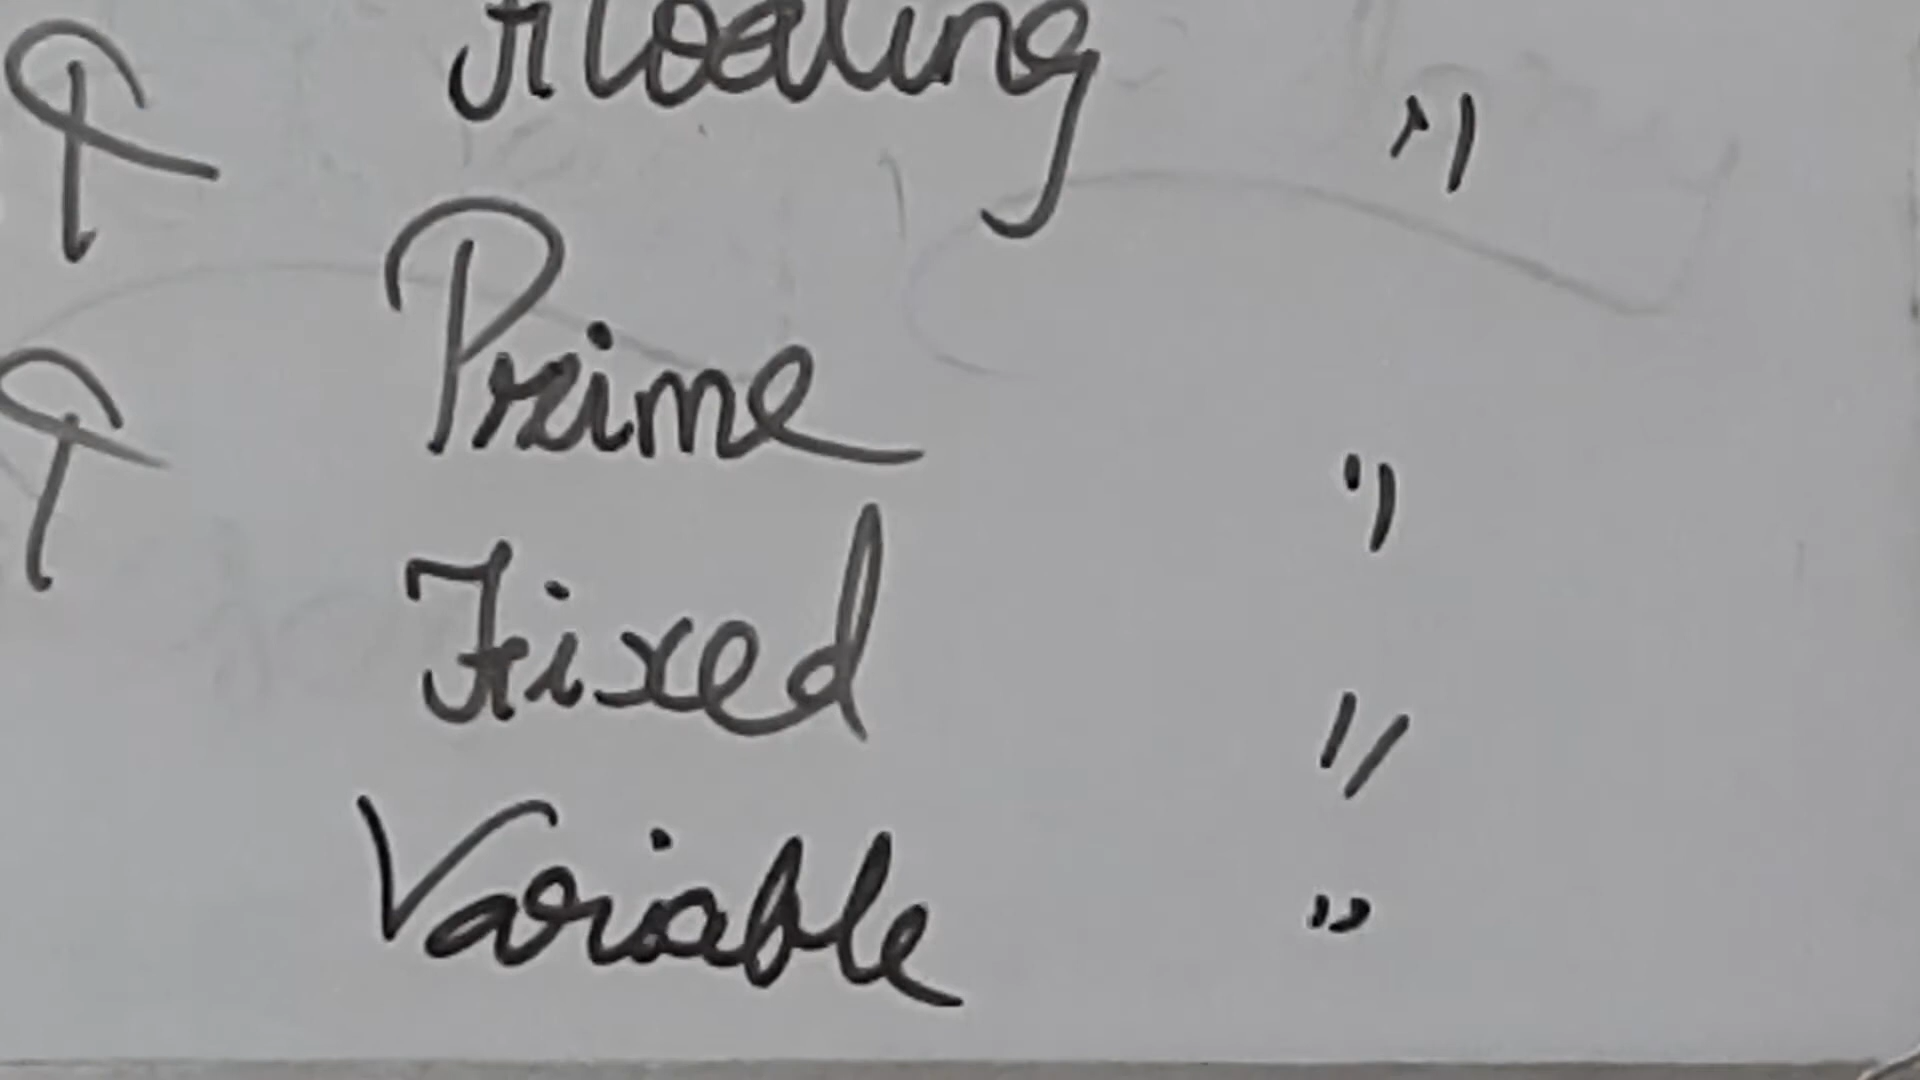 Floating "
Prime "
Fixed "
Variable "